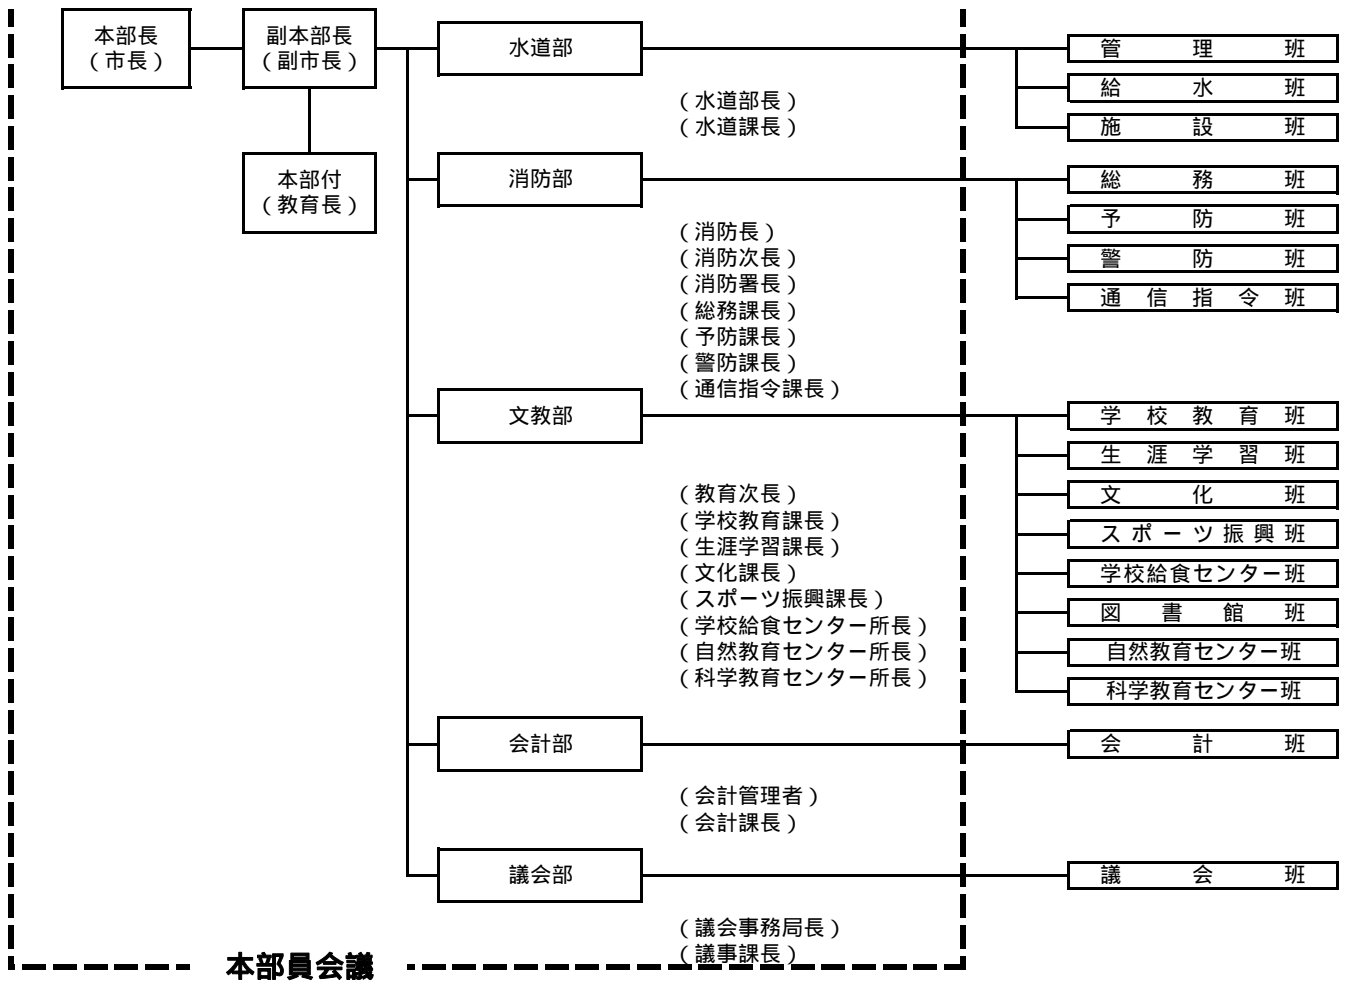 本部長
（市長）
副本部長
（副市長）
本部付
（教育長）
水道部
（水道部長）
（水道課長）
管理班
給水班
施設班
消防部
（消防長）
（消防次長）
（消防署長）
（総務課長）
（予防課長）
（警防課長）
（通信指令課長）
総務班
予防班
警防班
通信指令班
文教部
（教育次長）
（学校教育課長）
（生涯学習課長）
（文化課長）
（スポーツ振興課長）
（学校給食センター所長）
（自然教育センター所長）
（科学教育センター所長）
学校教育班
生涯学習班
文化班
スポーツ振興班
学校給食センター班
図書館班
自然教育センター班
科学教育センター班
会計部
（会計管理者）
（会計課長）
会計班
議会部
（議会事務局長）
（議事課長）
議会班
本部員会議